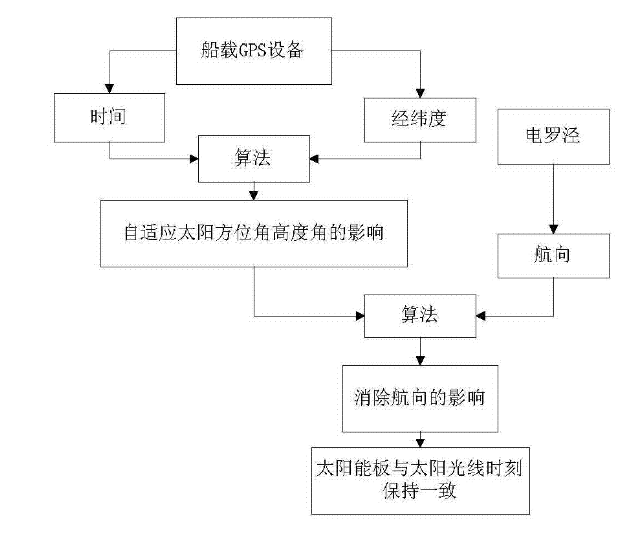 船载GPS设备
时间
经纬度
电罗泾
算法
自适应太阳方位角高度角的影响
航向
算法
消除航向的影响
太阳能板与太阳光线时刻
保持一致